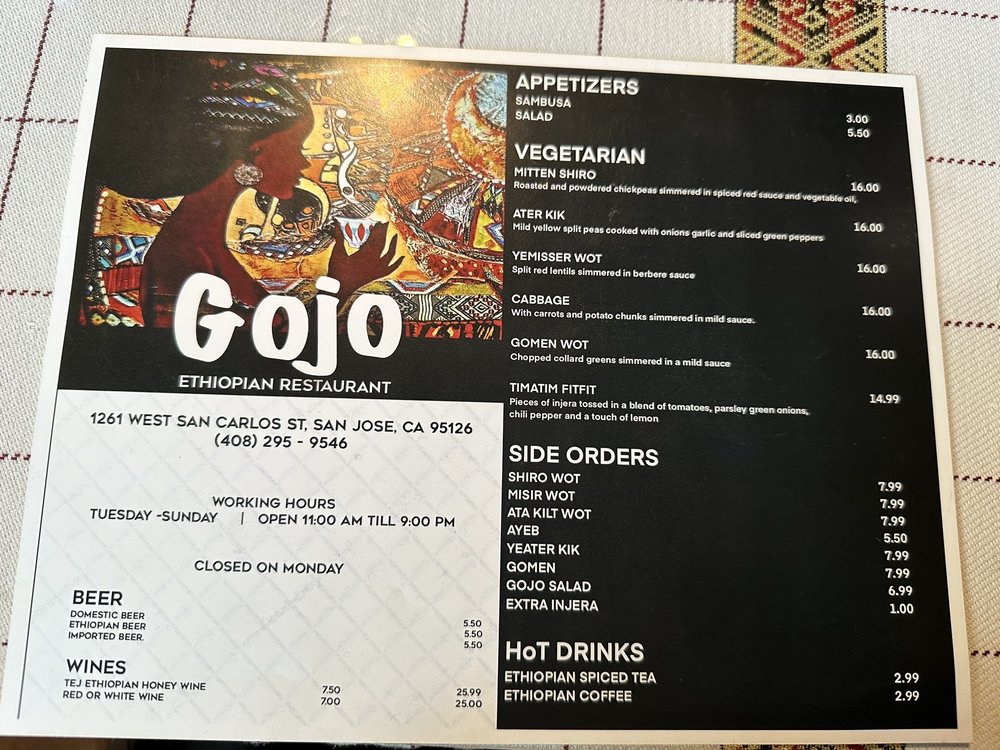 Gojo
ETHIOPIAN RESTAURANT
1261 WEST SAN CARLOS ST, SAN JOSE, CA 95126
(408) 295 - 9546
WORKING HOURS
TUESDAY -SUNDAY | OPEN 11:00 AM TILL 9:00 PM
CLOSED ON MONDAY
BEER
DOMESTIC BEER 5.50
ETHIOPIAN BEER 5.50
IMPORTED BEER. 5.50
WINES
TEJ ETHIOPIAN HONEY WINE 7.50 25.99
RED OR WHITE WINE 7.00 25.00
APPETIZERS
SAMBUSA 3.00
SALAD 5.50
VEGETARIAN
MITTEN SHIRO 16.00
Roasted and powdered chickpeas simmered in spiced red sauce and vegetable oil,
ATER KIK 16.00
Mild yellow split peas cooked with onions garlic and sliced green peppers
YEMISSER WOT 16.00
Split red lentils simmered in berbere sauce
CABBAGE 16.00
With carrots and potato chunks simmered in mild sauce.
GOMEN WOT 16.00
Chopped collard greens simmered in a mild sauce
TIMATIM FITFIT 14.99
Pieces of injera tossed in a blend of tomatoes, parsley green onions,
chili pepper and a touch of lemon
SIDE ORDERS
SHIRO WOT 7.99
MISIR WOT 7.99
ATA KILT WOT 7.99
AYEB 5.50
YEATER KIK 7.99
GOMEN 7.99
GOJO SALAD 6.99
EXTRA INJERA 1.00
HoT DRINKS
ETHIOPIAN SPICED TEA 2.99
ETHIOPIAN COFFEE 2.99